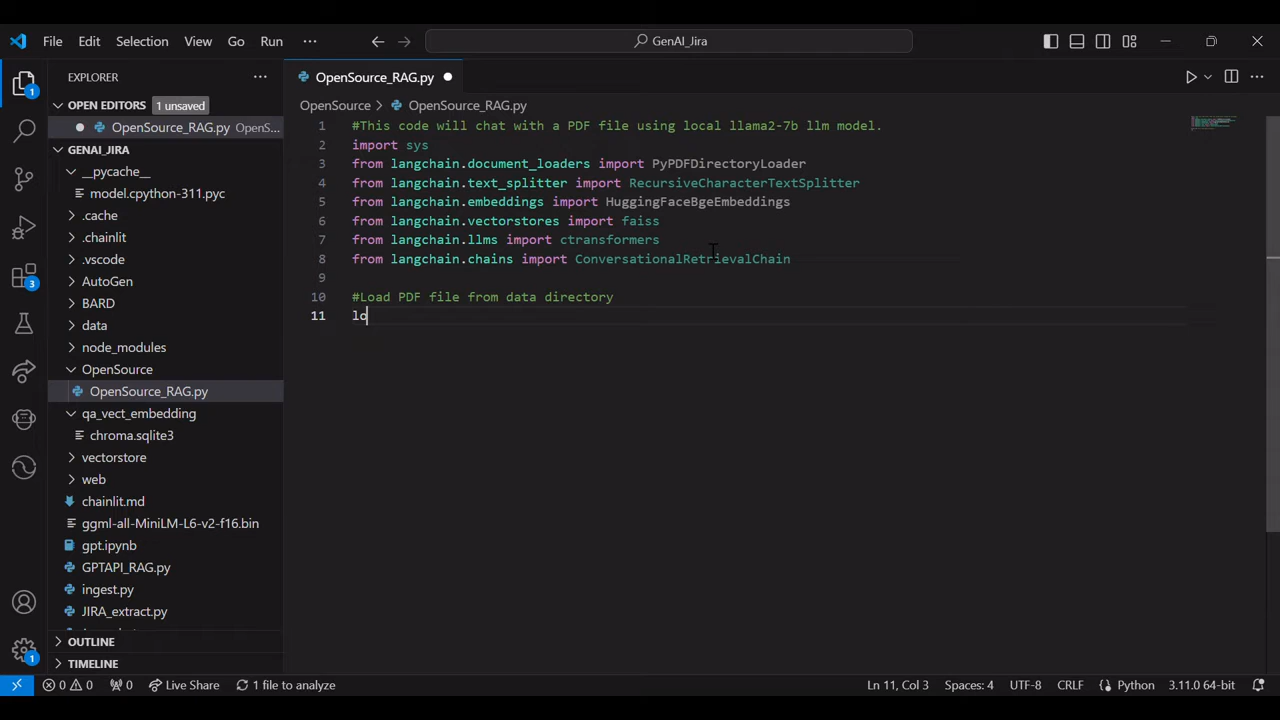 File Edit Selection View Go Run ··· GenAI_Jira
EXPLORER ···
OPEN EDITORS 1 unsaved
OpenSource_RAG.py OpenS...
GENAI_JIRA
__pycache__
model.cpython-311.pyc
.cache
.chainlit
.vscode
AutoGen
BARD
data
node_modules
OpenSource
OpenSource_RAG.py
qa_vect_embedding
chroma.sqlite3
vectorstore
web
chainlit.md
ggml-all-MiniLM-L6-v2-f16.bin
gpt.ipynb
GPTAPI_RAG.py
ingest.py
JIRA_extract.py
OUTLINE
TIMELINE
1
3
1
OpenSource_RAG.py
OpenSource > OpenSource_RAG.py
1 #This code will chat with a PDF file using local llama2-7b llm model.
2 import sys
3 from langchain.document_loaders import PyPDFDirectoryLoader
4 from langchain.text_splitter import RecursiveCharacterTextSplitter
5 from langchain.embeddings import HuggingFaceBgeEmbeddings
6 from langchain.vectorstores import faiss
7 from langchain.llms import ctransformers
8 from langchain.chains import ConversationalRetrievalChain
9
10 #Load PDF file from data directory
11 lo
0 0 0 Live Share 1 file to analyze Ln 11, Col 3 Spaces: 4 UTF-8 CRLF Python 3.11.0 64-bit